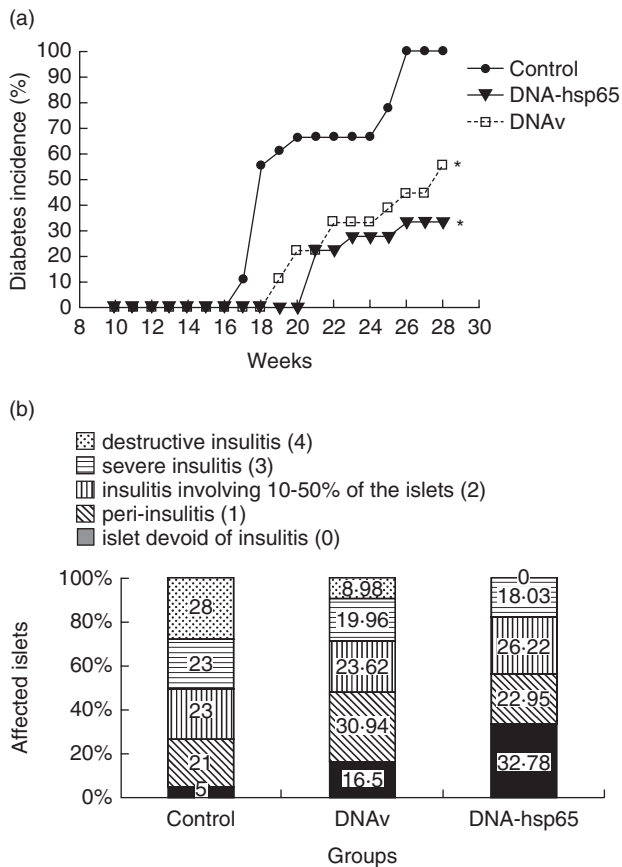 (a)
100
90
80
70
60
50
40
30
20
10
0
Diabetes incidence (%)
8 10 12 14 16 18 20 22 24 26 28 30
Weeks
Control
DNA-hsp65
DNAv
*
*
(b)
destructive insulitis (4)
severe insulitis (3)
insulitis involving 10-50% of the islets (2)
peri-insulitis (1)
islet devoid of insulitis (0)
100%
80%
60%
40%
20%
0%
Affected islets
28
23
23
21
5
8·98
19·96
23·62
30·94
16·5
0
18·03
26·22
22·95
32·78
Control DNAv DNA-hsp65
Groups